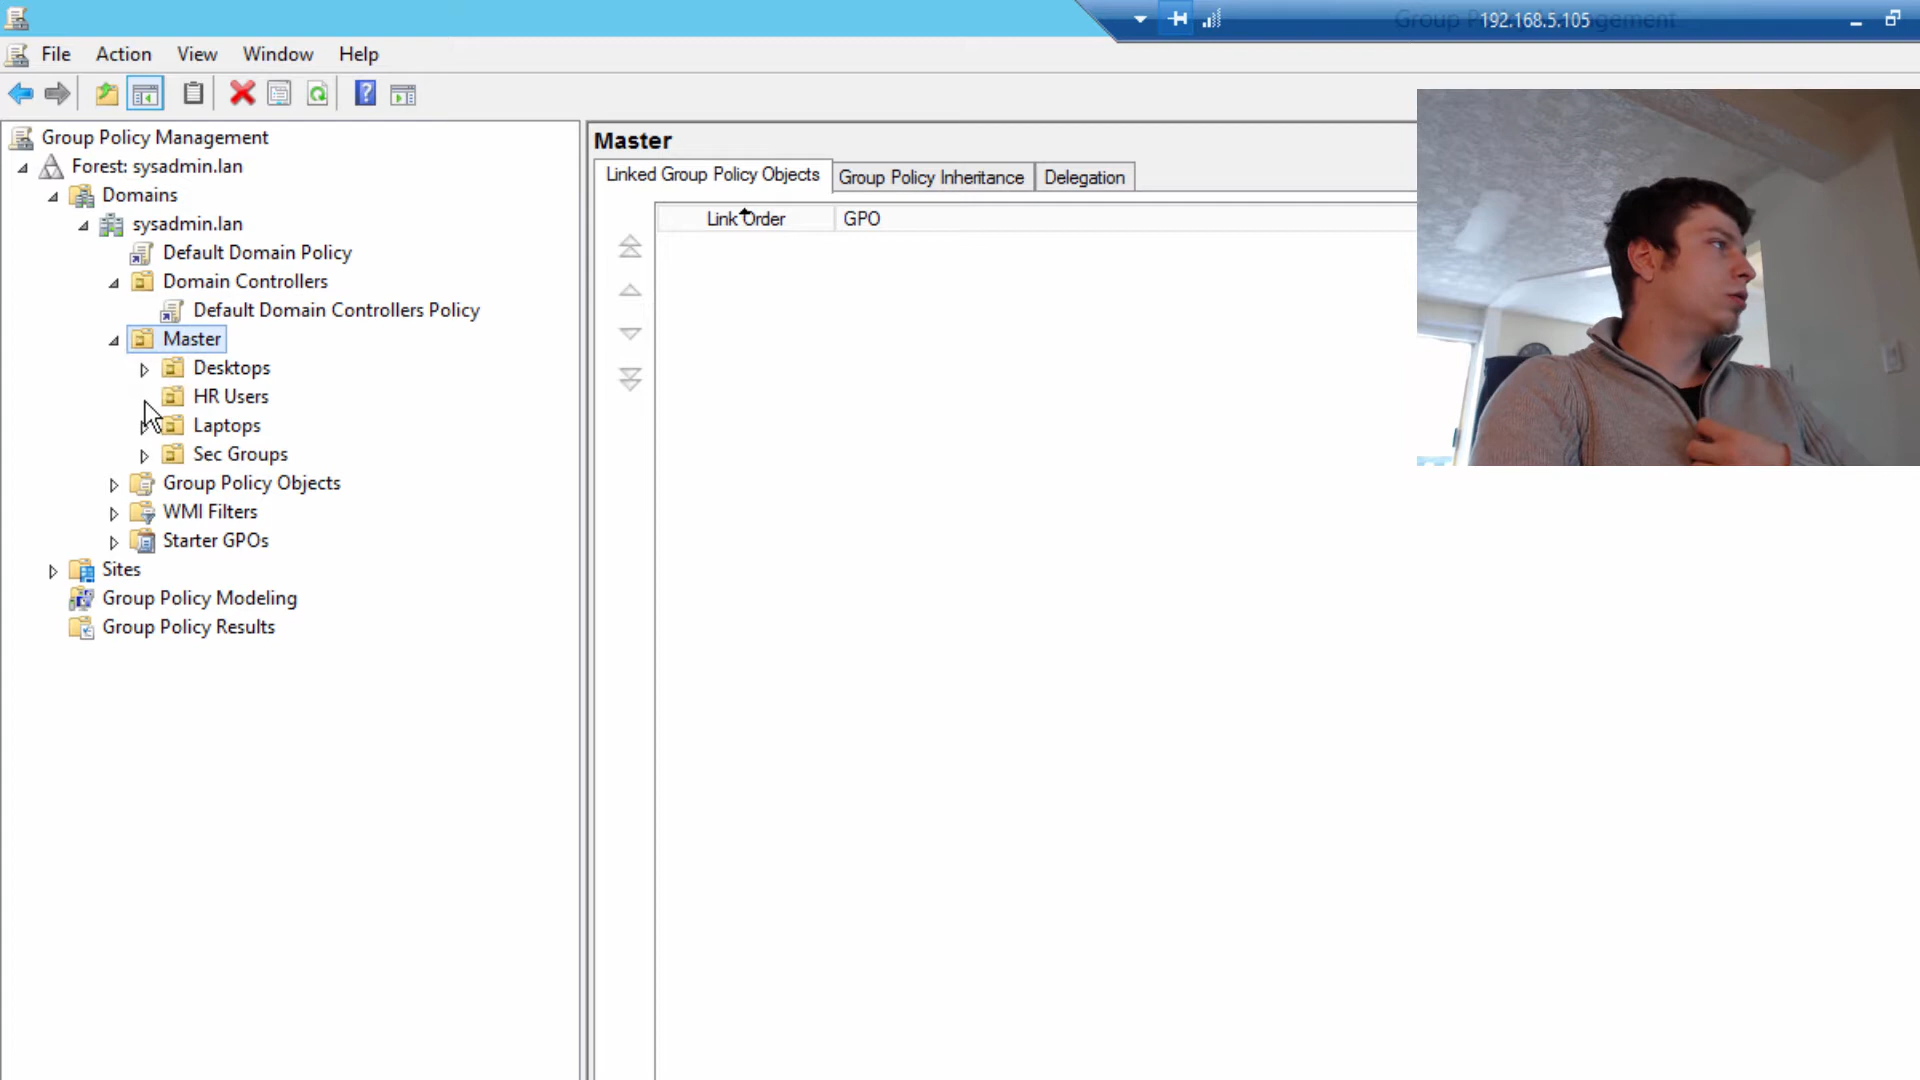 192.168.5.105
File Action View Window Help
Group Policy Management
Forest: sysadmin.lan
Domains
sysadmin.lan
Default Domain Policy
Domain Controllers
Default Domain Controllers Policy
Master
Desktops
HR Users
Laptops
Sec Groups
Group Policy Objects
WMI Filters
Starter GPOs
Sites
Group Policy Modeling
Group Policy Results
Master
Linked Group Policy Objects Group Policy Inheritance Delegation
Link Order GPO